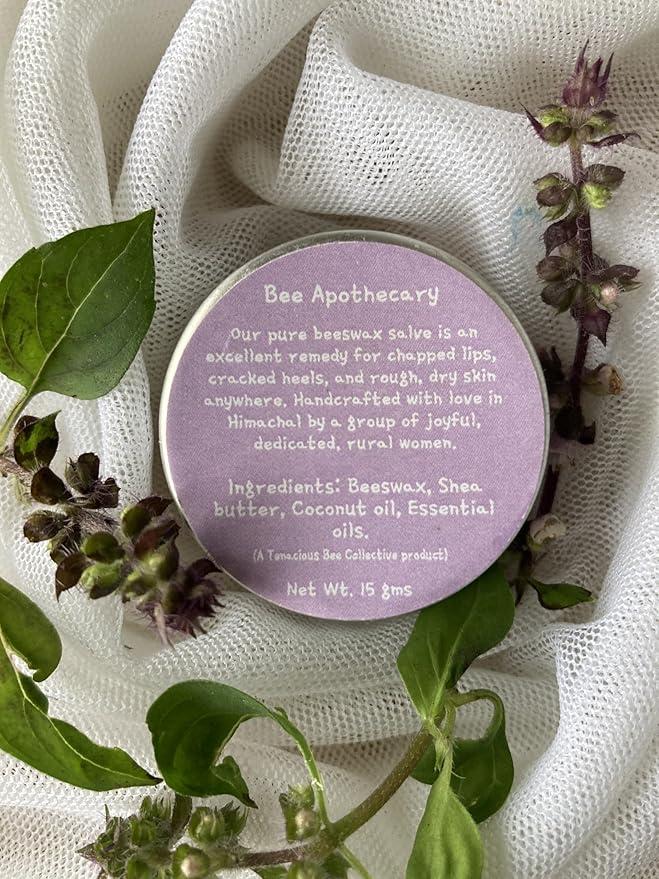 Bee Apothecary
Our pure beeswax salve is an
excellent remedy for chapped lips,
cracked heels, and rough, dry skin
anywhere. Handcrafted with love in
Himachal by a group of joyful,
dedicated, rural women.
Ingredients: Beeswax, Shea
butter, Coconut oil, Essential
oils.
(A Tenacious Bee Collective product)
Net Wt. 15 gms